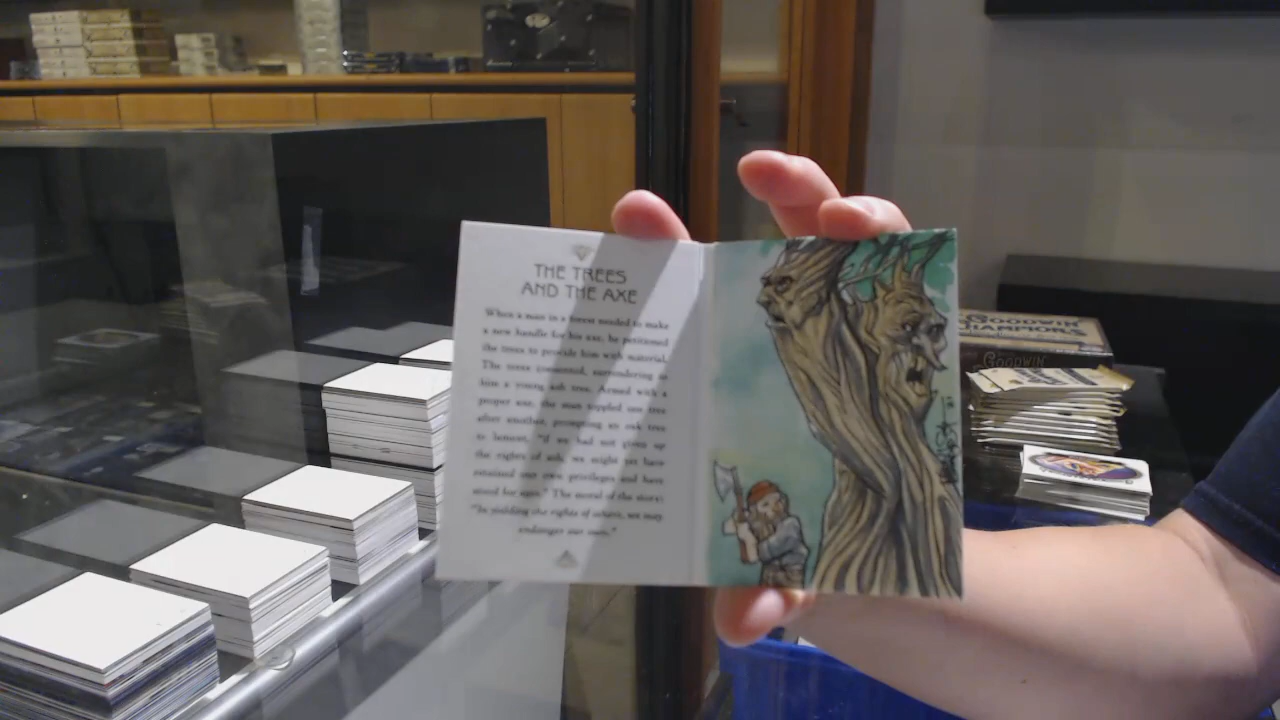 THE TREES
AND THE AXE
When a man in a forest needed to make
a new handle for his axe, he petitioned
the trees to provide him with material.
The trees consented, surrendering to
him a young ash tree. Armed with a
proper axe, the man toppled one tree
after another, prompting an oak tree
to lament, "If we had not given up
the rights of ash, we might yet have
retained our own privileges and have
stood for ages." The moral of the story:
"In yielding the rights of others, we may
endanger our own."
GOODWIN
CHAMPIONS
GOODWIN